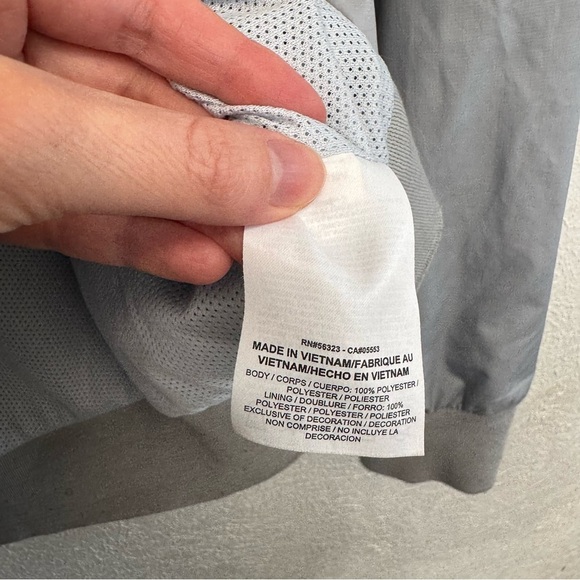 RN#56323 - CA#05553
MADE IN VIETNAM/FABRIQUE AU
VIETNAM/HECHO EN VIETNAM
BODY / CORPS / CUERPO: 100% POLYESTER /
POLYESTER / POLIESTER
LINING / DOUBLURE / FORRO: 100%
POLYESTER / POLYESTER / POLIESTER
EXCLUSIVE OF DECORATION / DECORATION
NON COMPRISE / NO INCLUYE LA
DECORACION